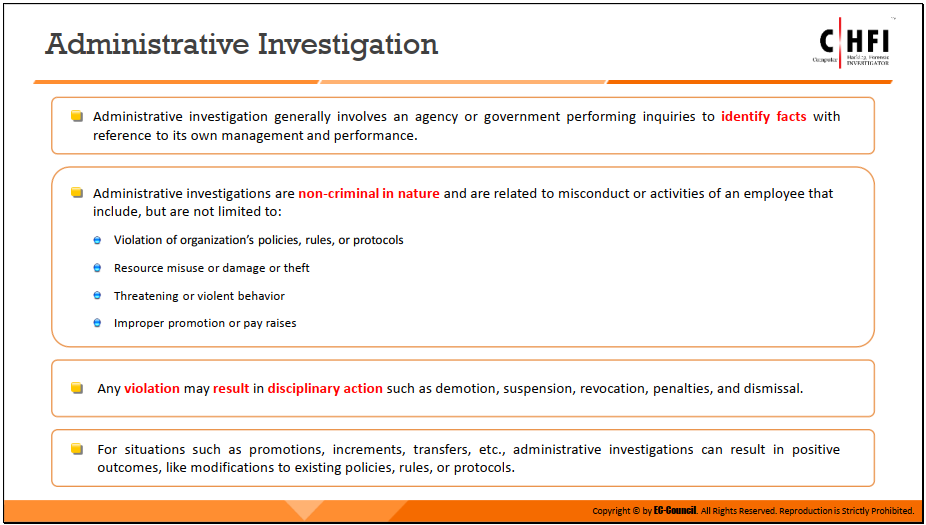 Administrative Investigation
CHFI
Computer Hacking Forensic
INVESTIGATOR
Administrative investigation generally involves an agency or government performing inquiries to identify facts with
reference to its own management and performance.
Administrative investigations are non-criminal in nature and are related to misconduct or activities of an employee that
include, but are not limited to:
Violation of organization's policies, rules, or protocols
Resource misuse or damage or theft
Threatening or violent behavior
Improper promotion or pay raises
Any violation may result in disciplinary action such as demotion, suspension, revocation, penalties, and dismissal.
For situations such as promotions, increments, transfers, etc., administrative investigations can result in positive
outcomes, like modifications to existing policies, rules, or protocols.
Copyright © by EC-Council. All Rights Reserved. Reproduction is Strictly Prohibited.